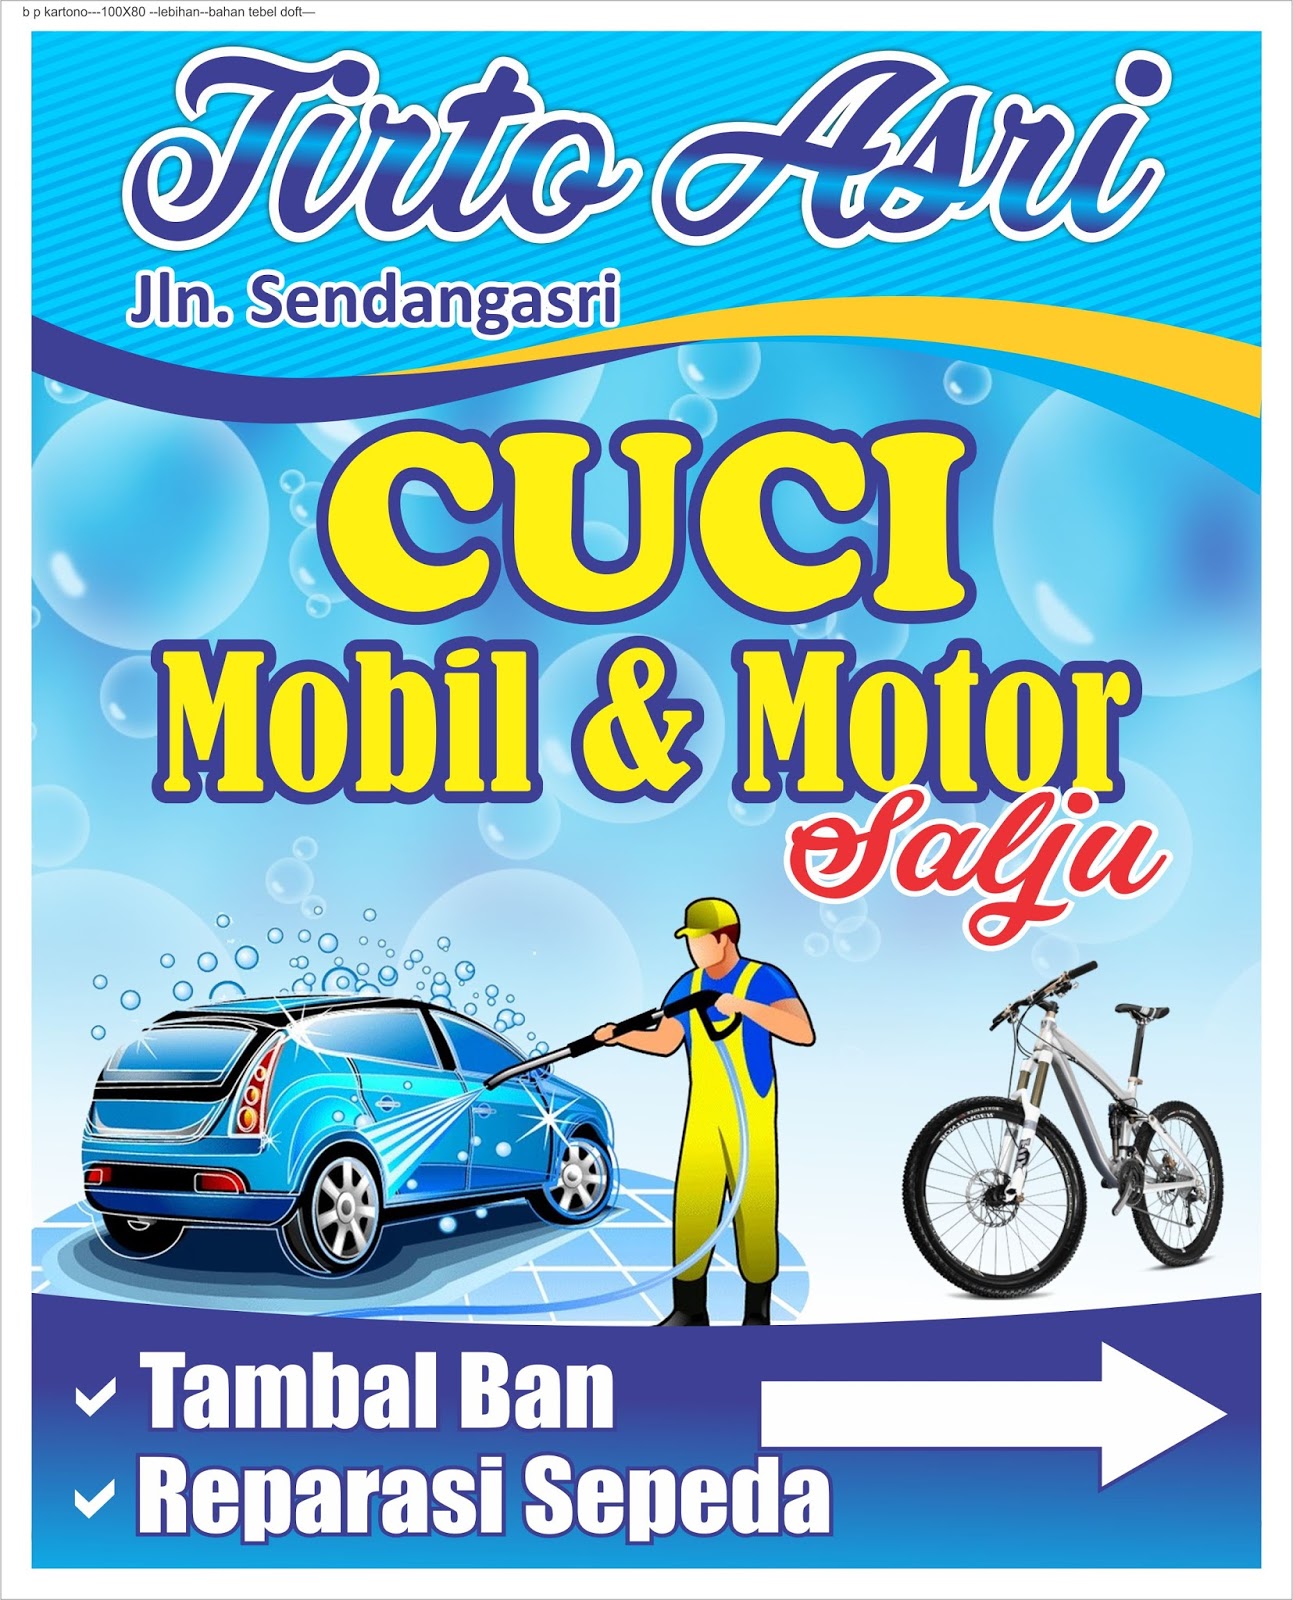 b p kartono---100X80 --lebihan--bahan tebel doft—
Tirto Asri
Jln. Sendangasri
CUCI
Mobil & Motor
Salju
Tambal Ban
Reparasi Sepeda